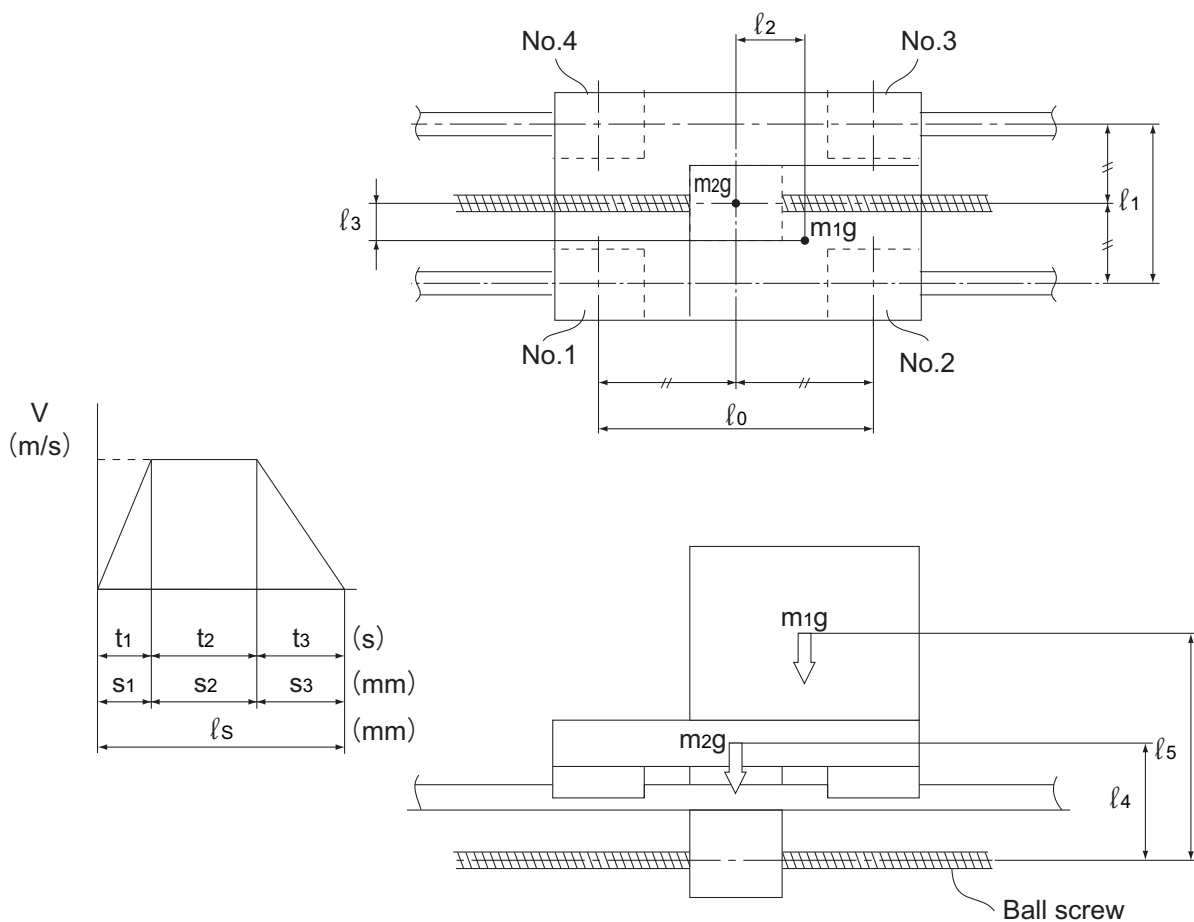 No.4
ℓ2
No.3
m2g
m1g
ℓ3
ℓ1
No.1
No.2
ℓ0
V
(m/s)
t1 t2 t3 (s)
s1 s2 s3 (mm)
ℓs (mm)
m1g
m2g
ℓ5
ℓ4
Ball screw